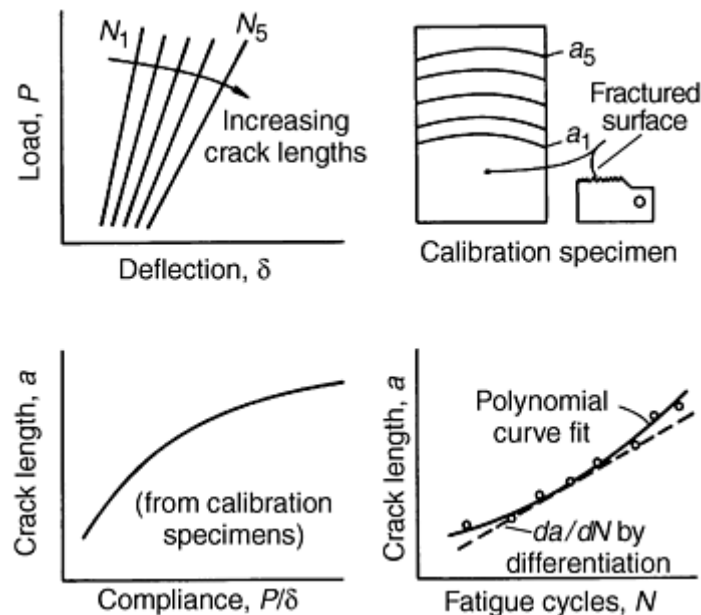 N1
N5
Load, P
Increasing
crack lengths
Deflection, δ
a5
Fractured
a1
surface
Calibration specimen
Crack length, a
(from calibration
specimens)
Compliance, P/δ
Crack length, a
Polynomial
curve fit
da/dN by
differentiation
Fatigue cycles, N